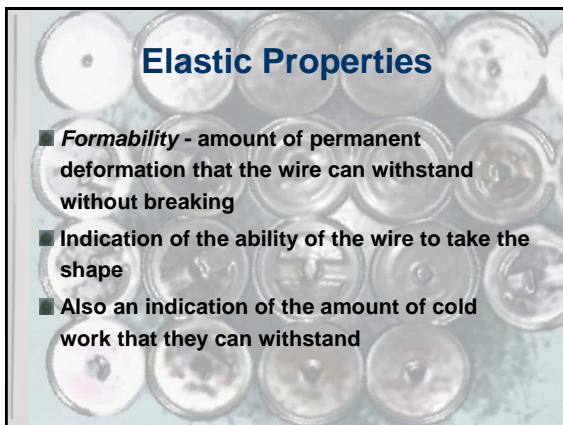 Elastic Properties
Formability - amount of permanent
deformation that the wire can withstand
without breaking
Indication of the ability of the wire to take the
shape
Also an indication of the amount of cold
work that they can withstand